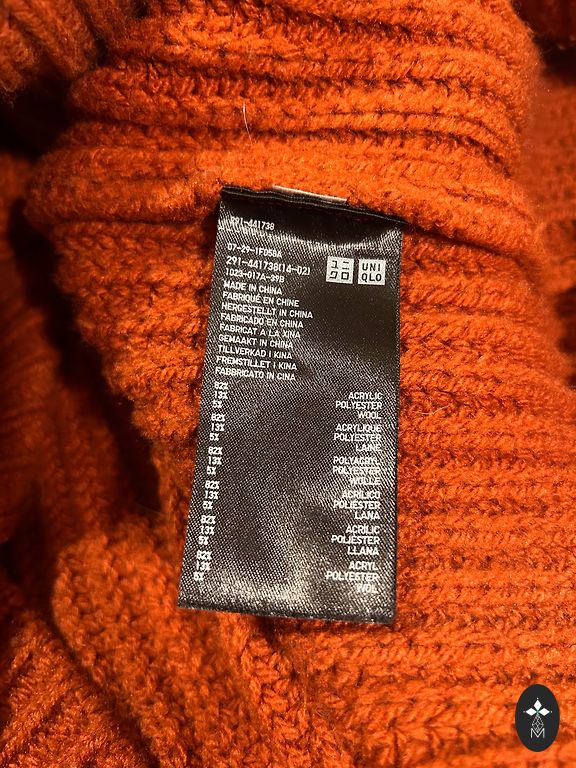 291-441738
07-29-1F058A
291-441738(14-02)
1023-017A-39B
ユニ
クロ
UNI
QLO
MADE IN CHINA
FABRIQUÉ EN CHINE
HERGESTELLT IN CHINA
FABRICADO EN CHINA
FABRICAT A LA XINA
GEMAAKT IN CHINA
TILLVERKAD I KINA
FREMSTILLET I KINA
FABBRICATO IN CINA
82% ACRYLIC
13% POLYESTER
5% WOOL
82% ACRYLIQUE
13% POLYESTER
5% LAINE
82% POLYACRYL
13% POLYESTER
5% WOLLE
82% ACRÍLICO
13% POLIÉSTER
5% LANA
82% ACRÍLIC
13% POLIÈSTER
5% LLANA
82% ACRYL
13% POLYESTER
5% WOL
M